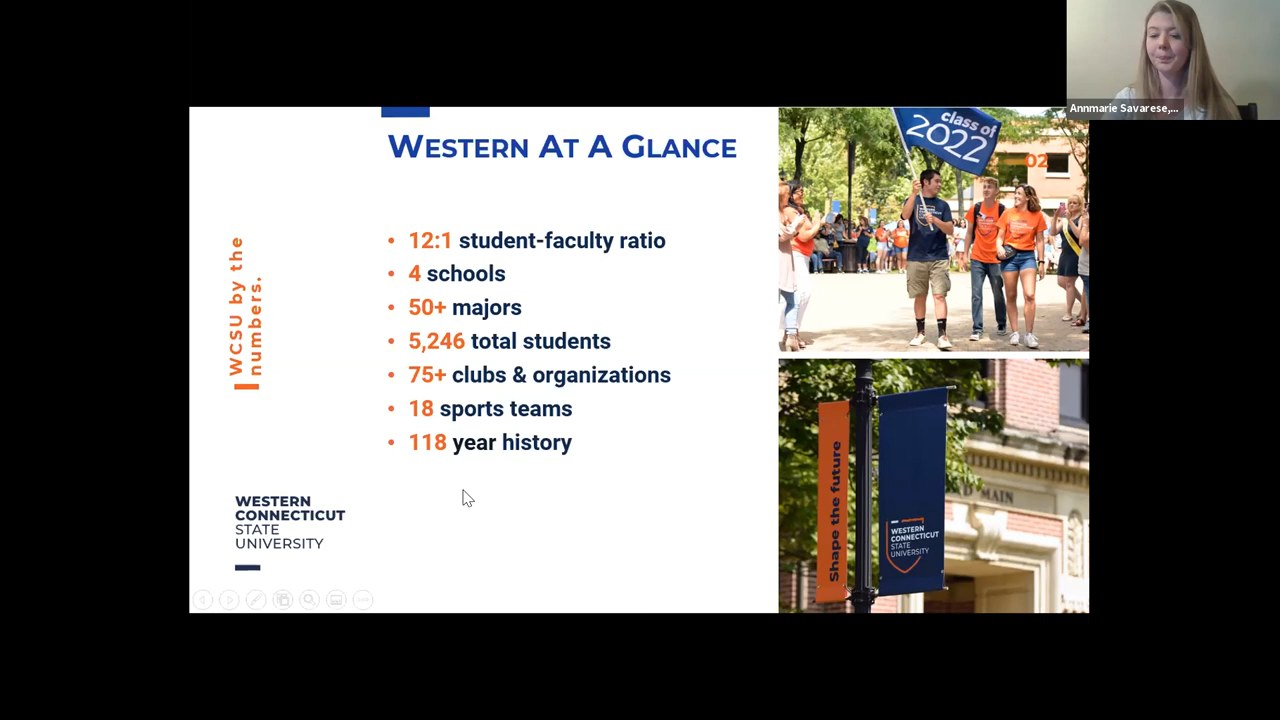 Annmarie Savarese,...
WESTERN AT A GLANCE
WCSU by the
numbers.
• 12:1 student-faculty ratio
• 4 schools
• 50+ majors
• 5,246 total students
• 75+ clubs & organizations
• 18 sports teams
• 118 year history
WESTERN
CONNECTICUT
STATE
UNIVERSITY
class of
2022
02
Shape the future
MAIN
WESTERN
CONNECTICUT
STATE
UNIVERSITY